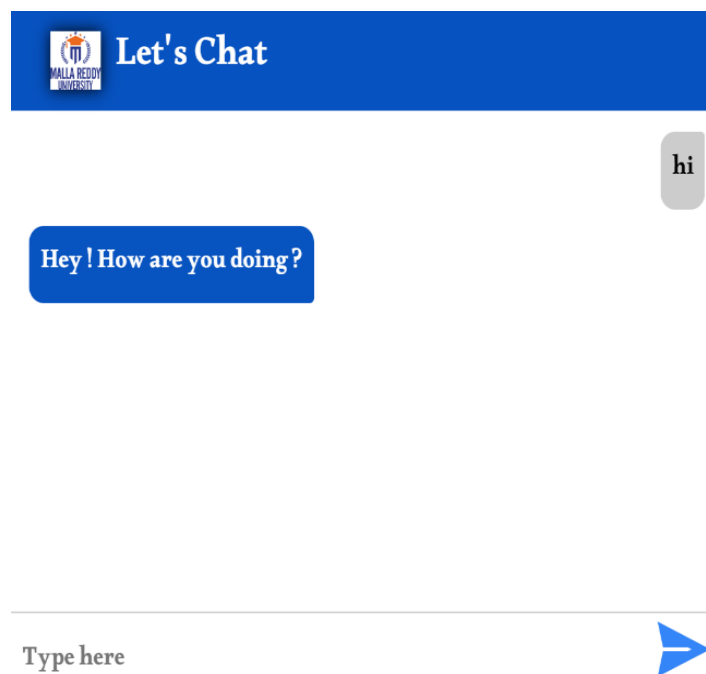 Let's Chat
MALLA REDDY
UNIVERSITY
hi
Hey ! How are you doing ?
Type here